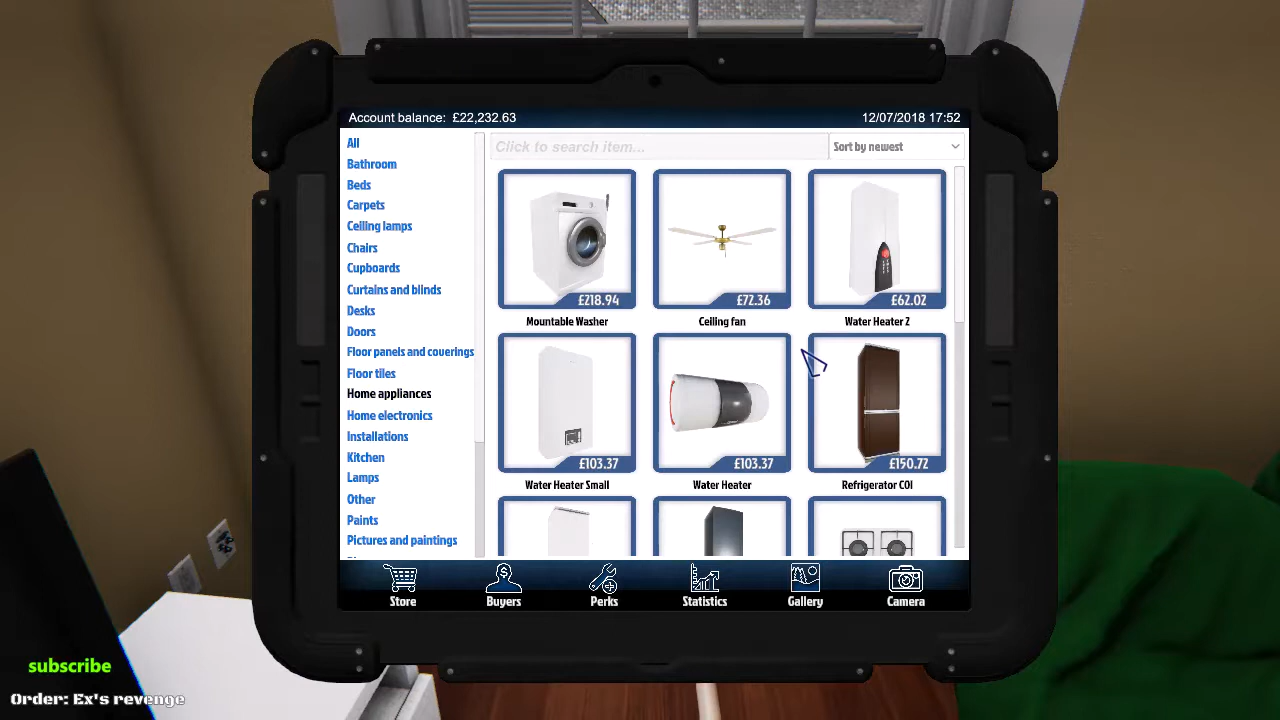 Account balance: £22,232.63
12/07/2018 17:52
All
Bathroom
Beds
Carpets
Ceiling lamps
Chairs
Cupboards
Curtains and blinds
Desks
Doors
Floor panels and coverings
Floor tiles
Home appliances
Home electronics
Installations
Kitchen
Lamps
Other
Paints
Pictures and paintings
Click to search item...
Sort by newest
£218.94
£72.36
£62.02
Mountable Washer
Ceiling fan
Water Heater 2
£103.37
£103.37
£150.72
Water Heater Small
Water Heater
Refrigerator C01
Store
Buyers
Perks
Statistics
Gallery
Camera
subscribe
Order: Ex's revenge